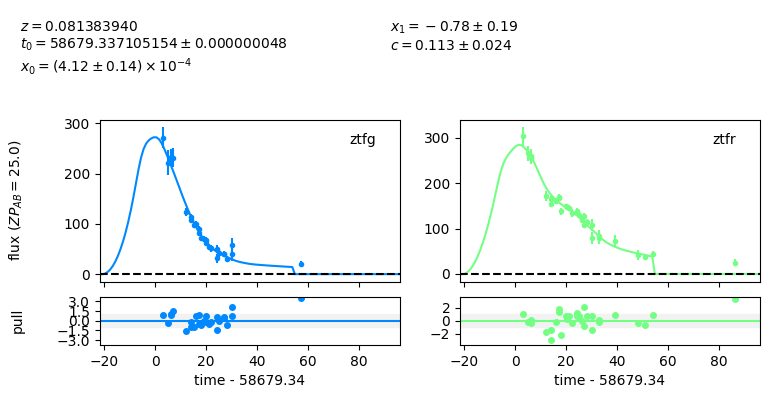 z = 0.081383940
t₀ = 58679.337105154 ± 0.000000048
x₀ = (4.12 ± 0.14) × 10⁻⁴
x₁ = −0.78 ± 0.19
c = 0.113 ± 0.024
flux (ZP_AB = 25.0)
300
200
100
0
ztfg
300
200
100
0
ztfr
pull
3.0
1.5
0.0
−1.5
−3.0
−20 0 20 40 60 80
time - 58679.34
2
0
−2
−20 0 20 40 60 80
time - 58679.34